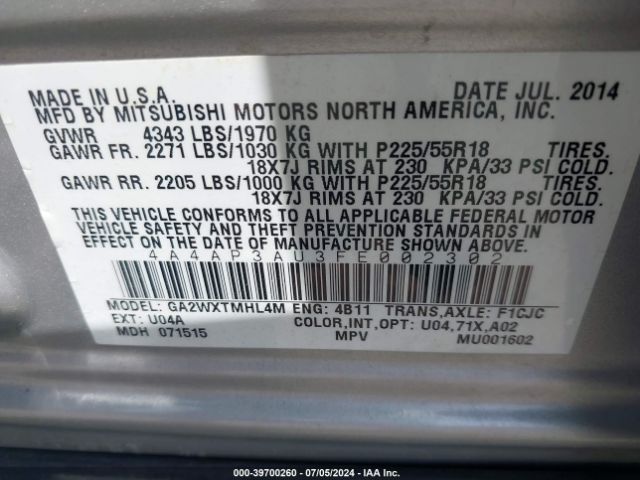 MADE IN U.S.A. DATE JUL. 2014
MFD BY MITSUBISHI MOTORS NORTH AMERICA, INC.
GVWR 4343 LBS/1970 KG
GAWR FR. 2271 LBS/1030 KG WITH P225/55R18 TIRES.
18X7J RIMS AT 230 KPA/33 PSI COLD.
GAWR RR. 2205 LBS/1000 KG WITH P225/55R18 TIRES.
18X7J RIMS AT 230 KPA/33 PSI COLD.
THIS VEHICLE CONFORMS TO ALL APPLICABLE FEDERAL MOTOR
VEHICLE SAFETY AND THEFT PREVENTION STANDARDS IN
EFFECT ON THE DATE OF MANUFACTURE SHOWN ABOVE.
4A4AP3AU3FE002302
MODEL: GA2WXTMHL4M ENG: 4B11 TRANS,AXLE: F1CJC
EXT: U04A COLOR,INT,OPT: U04,71X,A02
MDH 071515 MPV MU001602
000-39700260 - 07/05/2024 - IAAI.com